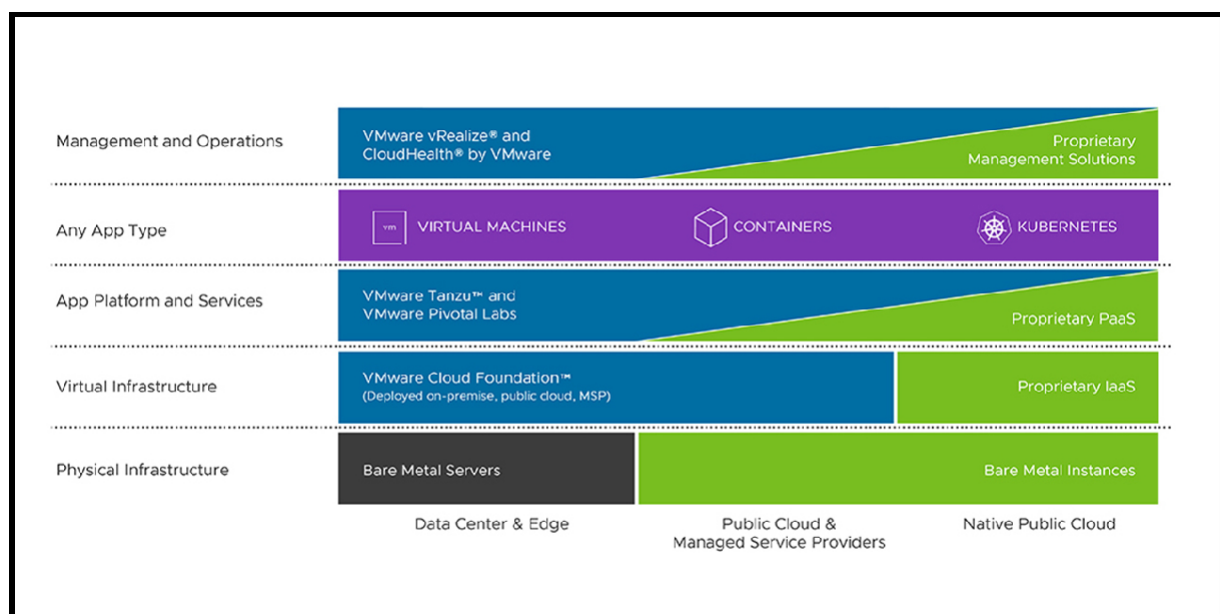 Management and Operations
VMware vRealize® and
CloudHealth® by VMware
Proprietary
Management Solutions
Any App Type
vm
VIRTUAL MACHINES
CONTAINERS
KUBERNETES
App Platform and Services
VMware Tanzu™ and
VMware Pivotal Labs
Proprietary PaaS
Virtual Infrastructure
VMware Cloud Foundation™
(Deployed on-premise, public cloud, MSP)
Proprietary IaaS
Physical Infrastructure
Bare Metal Servers
Bare Metal Instances
Data Center & Edge
Public Cloud &
Managed Service Providers
Native Public Cloud